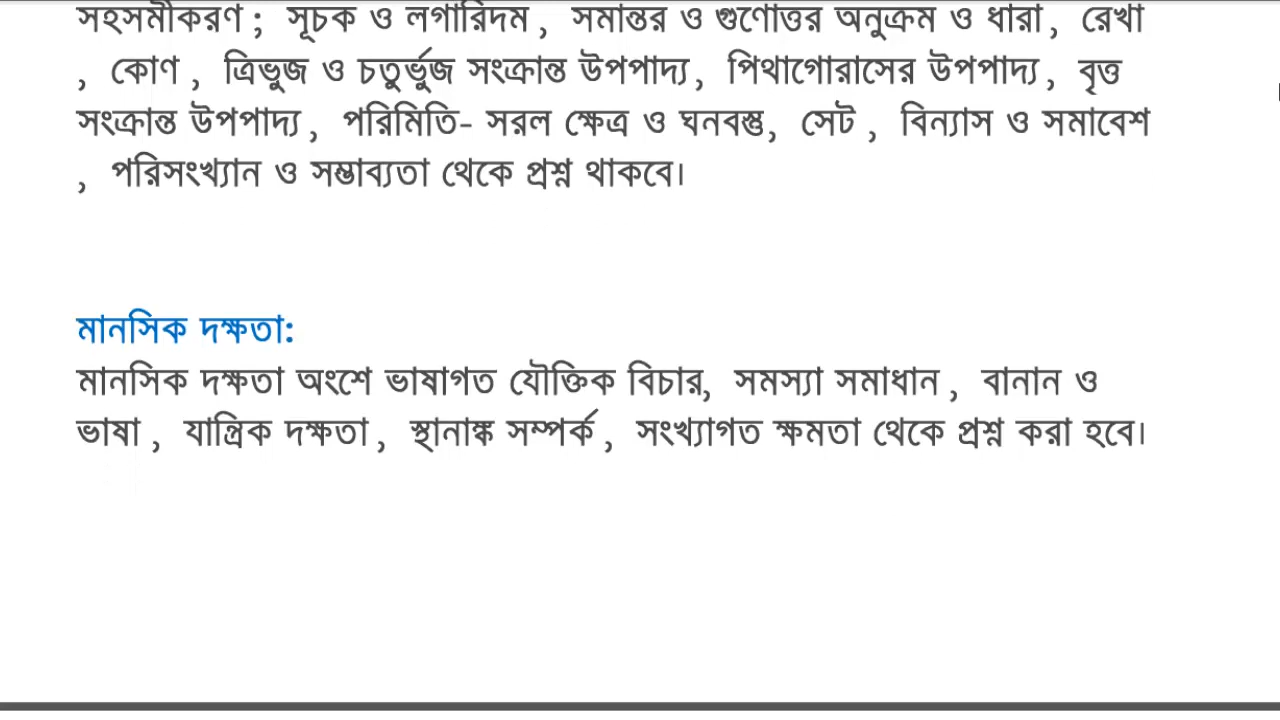 সহসমীকরণ ; সূচক ও লগারিদম , সমান্তর ও গুণোত্তর অনুক্রম ও ধারা , রেখা
, কোণ , ত্রিভুজ ও চতুর্ভুজ সংক্রান্ত উপপাদ্য , পিথাগোরাসের উপপাদ্য , বৃত্ত
সংক্রান্ত উপপাদ্য , পরিমিতি- সরল ক্ষেত্র ও ঘনবস্তু, সেট , বিন্যাস ও সমাবেশ
, পরিসংখ্যান ও সম্ভাব্যতা থেকে প্রশ্ন থাকবে।
মানসিক দক্ষতা:
মানসিক দক্ষতা অংশে ভাষাগত যৌক্তিক বিচার, সমস্যা সমাধান , বানান ও
ভাষা , যান্ত্রিক দক্ষতা , স্থানাঙ্ক সম্পর্ক , সংখ্যাগত ক্ষমতা থেকে প্রশ্ন করা হবে।